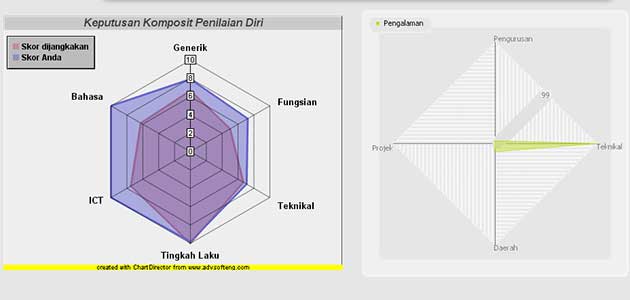 Keputusan Komposit Penilaian Diri
Skor dijangkakan
Skor Anda
Generik
10
8
6
4
2
0
Bahasa
Fungsian
ICT
Teknikal
Tingkah Laku
created with ChartDirector from www.advsofteng.com
Pengalaman
Pengurusan
99
Projek
Teknikal
Daerah